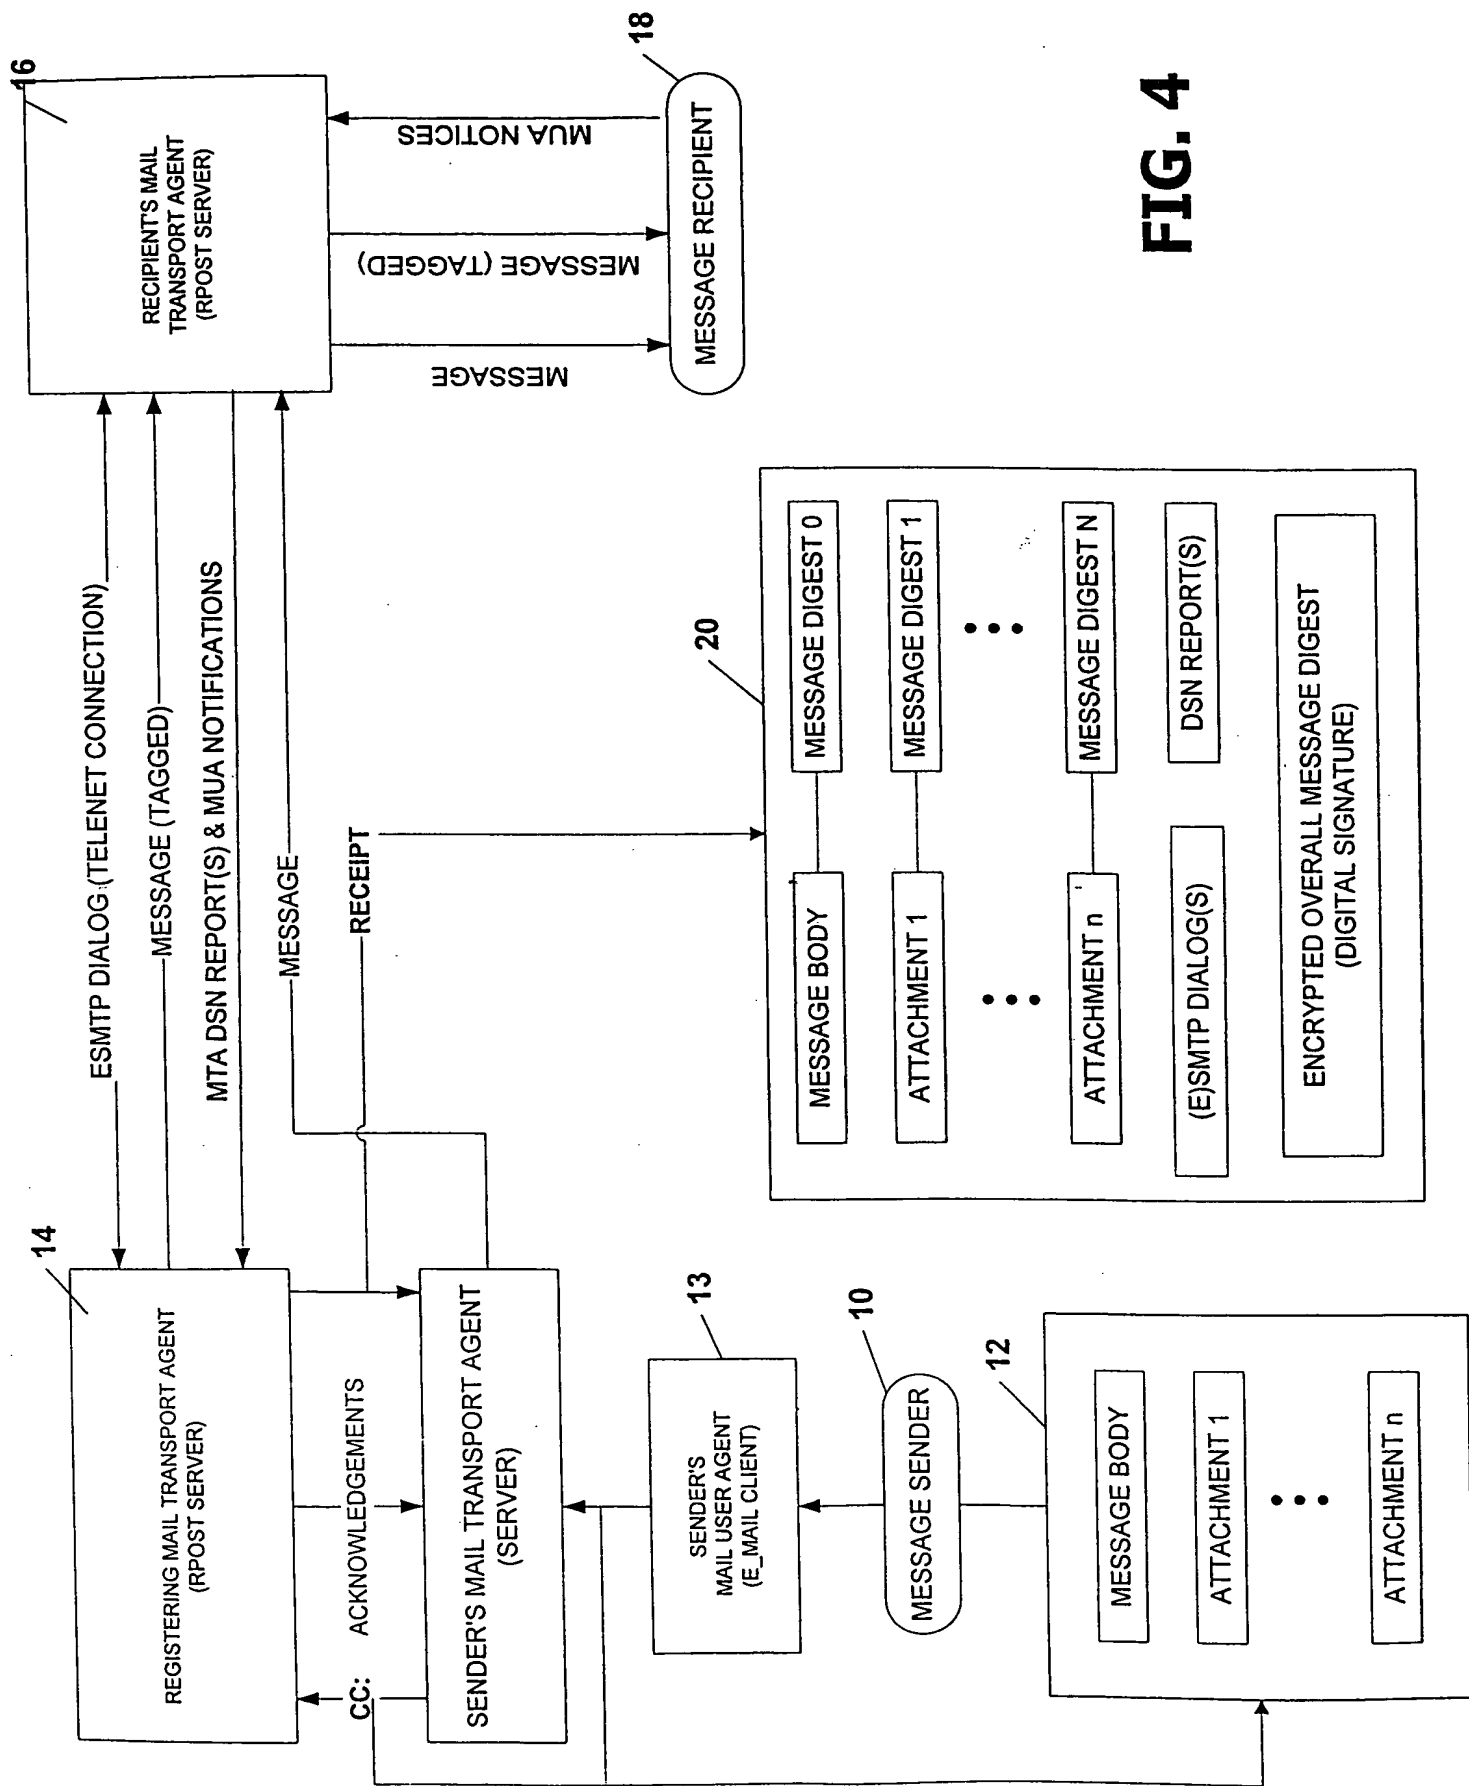 14
REGISTERING MAIL TRANSPORT AGENT
(RPOST SERVER)
ESMTP DIALOG (TELENET CONNECTION)
MESSAGE (TAGGED)
MTA DSN REPORT(S) & MUA NOTIFICATIONS
MESSAGE
16
RECIPIENT'S MAIL
TRANSPORT AGENT
(RPOST SERVER)
CC:
ACKNOWLEDGEMENTS
RECEIPT
SENDER'S MAIL TRANSPORT AGENT
(SERVER)
MESSAGE
MESSAGE (TAGGED)
MUA NOTICES
18
MESSAGE RECIPIENT
13
SENDER'S
MAIL USER AGENT
(E_MAIL CLIENT)
10
MESSAGE SENDER
12
MESSAGE BODY
ATTACHMENT 1
ATTACHMENT n
20
MESSAGE BODY
MESSAGE DIGEST 0
ATTACHMENT 1
MESSAGE DIGEST 1
ATTACHMENT n
MESSAGE DIGEST N
(E)SMTP DIALOG(S)
DSN REPORT(S)
ENCRYPTED OVERALL MESSAGE DIGEST
(DIGITAL SIGNATURE)
FIG. 4